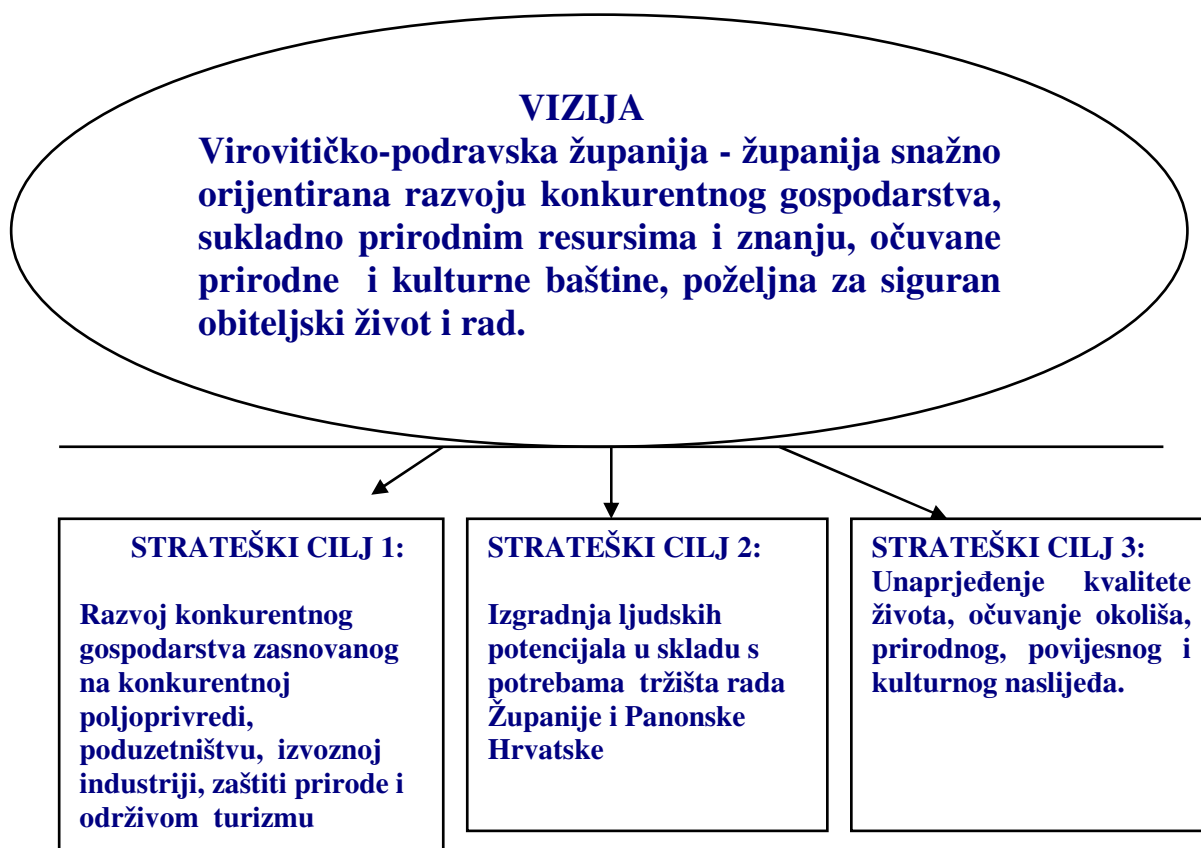 VIZIJA
Virovitičko-podravska županija - županija snažno
orijentirana razvoju konkurentnog gospodarstva,
sukladno prirodnim resursima i znanju, očuvane
prirodne i kulturne baštine, poželjna za siguran
obiteljski život i rad.
STRATEŠKI CILJ 1:
Razvoj konkurentnog
gospodarstva zasnovanog
na konkurentnoj
poljoprivredi,
poduzetništvu, izvoznoj
industriji, zaštiti prirode i
održivom turizmu
STRATEŠKI CILJ 2:
Izgradnja ljudskih
potencijala u skladu s
potrebama tržišta rada
Županije i Panonske
Hrvatske
STRATEŠKI CILJ 3:
Unaprjeđenje kvalitete
života, očuvanje okoliša,
prirodnog, povijesnog i
kulturnog naslijeđa.